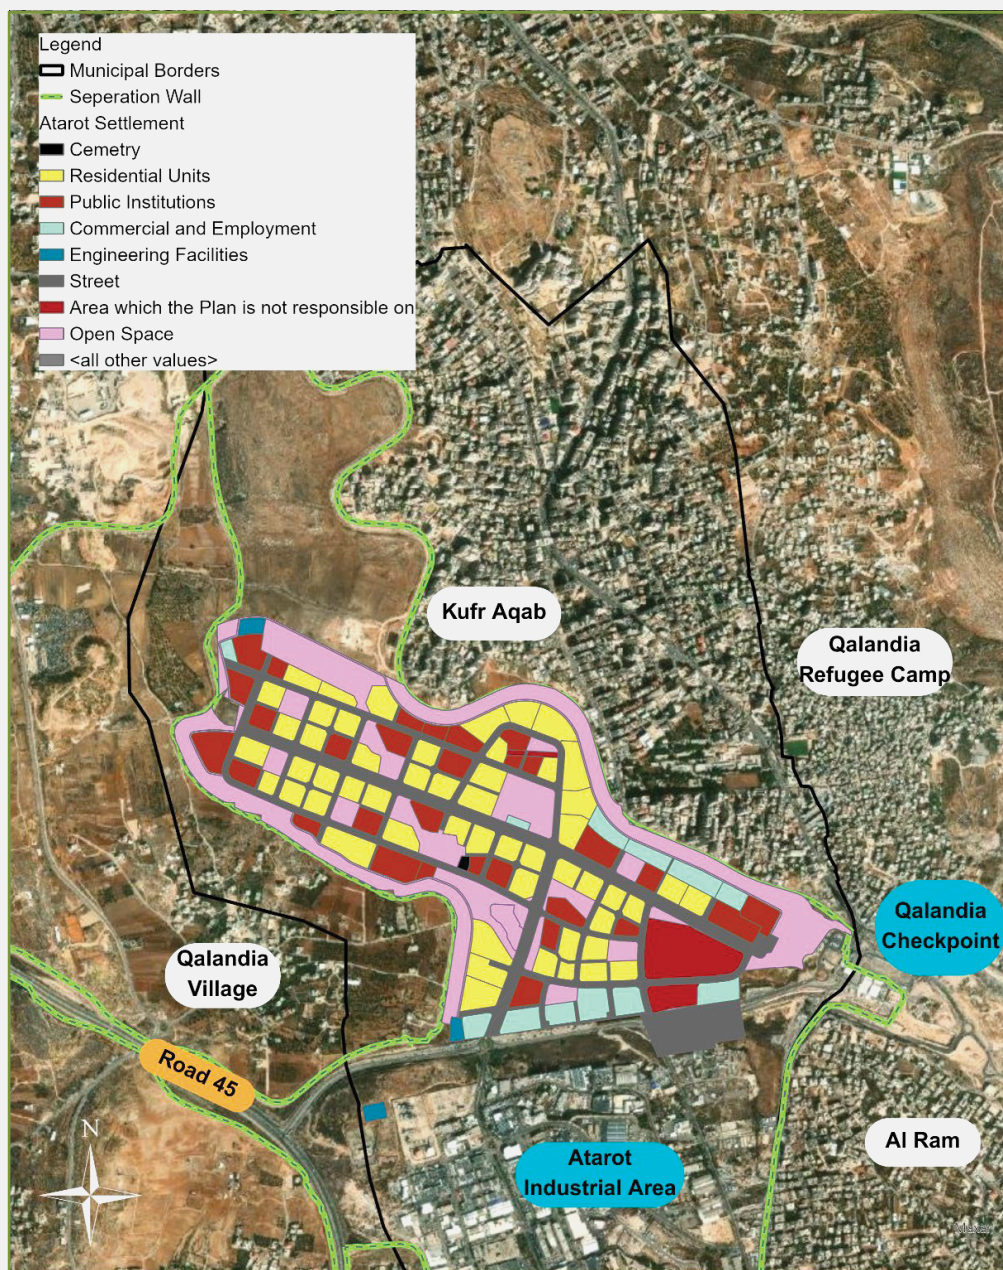 Legend
Municipal Borders
Seperation Wall
Atarot Settlement
Cemetry
Residential Units
Public Institutions
Commercial and Employment
Engineering Facilities
Street
Area which the Plan is not responsible on
Open Space
<all other values>
Kufr Aqab
Qalandia
Refugee Camp
Qalandia
Checkpoint
Qalandia
Village
Road 45
N
Al Ram
Atarot
Industrial Area